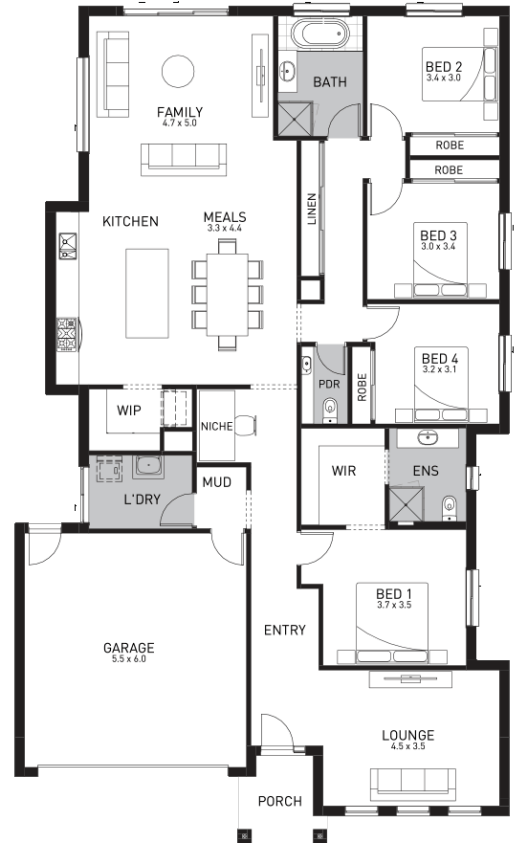 BED 2
3.4 x 3.0
BATH
FAMILY
4.7 x 5.0
ROBE
ROBE
LINEN
KITCHEN
MEALS
3.3 x 4.4
BED 3
3.0 x 3.4
BED 4
3.2 x 3.1
PDR
ROBE
WIP
NICHE
WIR
ENS
MUD
L'DRY
BED 1
3.7 x 3.5
ENTRY
GARAGE
5.5 x 6.0
LOUNGE
4.5 x 3.5
PORCH